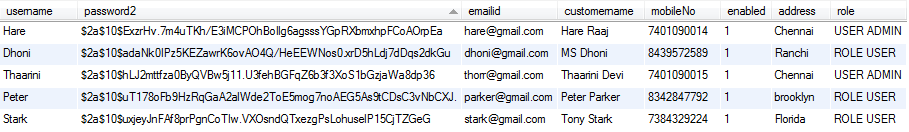 username password2 emailid customername mobileNo enabled address role
Hare $2a$10$ExzrHv.7m4uTKh/E3iMCPOhBollg6agsssYGpRXbmxhpFCoAOrpEa hare@gmail.com Hare Raaj 7401090014 1 Chennai USER ADMIN
Dhoni $2a$10$adaNk0IPz5KEZawrK6ovAO4Q/HeEEWNos0.xrD5hLdj7dDqs2dkGu dhoni@gmail.com MS Dhoni 8439572589 1 Ranchi ROLE USER
Thaarini $2a$10$hLJ2mttfza0ByQVBw5j11.U3fehBGFqZ6b3f3XoS1bGzjaWa8dp36 thorr@gmail.com Thaarini Devi 7401090015 1 Chennai USER ADMIN
Peter $2a$10$uT178oFb9HzRqGaA2alWde2ToE5mog7noAEG5As9tCDsC3vNbCXJ. parker@gmail.com Peter Parker 8342847792 1 brooklyn ROLE USER
Stark $2a$10$uxjeyJnFAf8prPgnCoTlw.VXOsndQTxezgPsLohuselP15CjTZGeG stark@gmail.com Tony Stark 7384329224 1 Florida ROLE USER